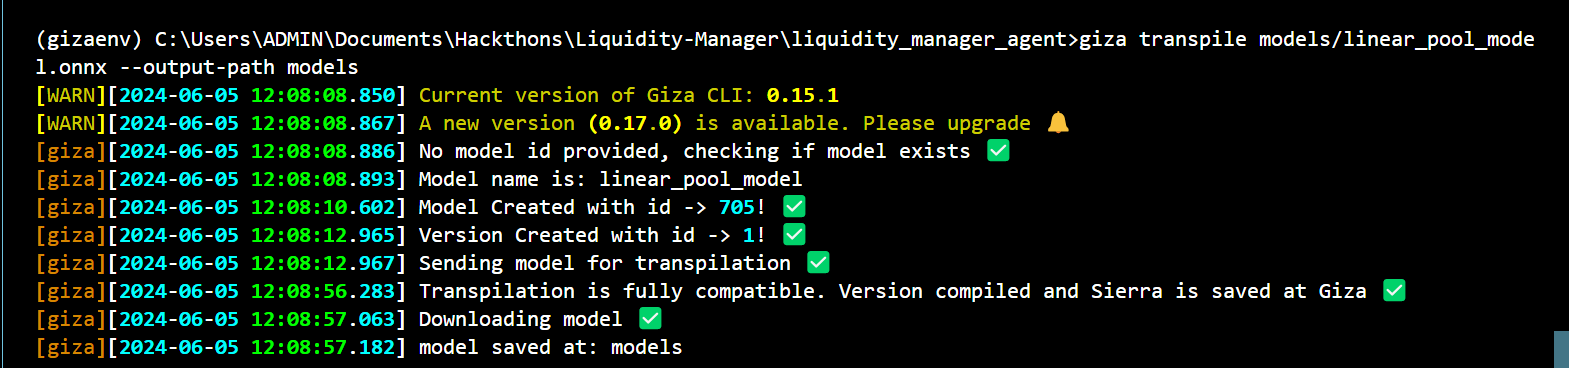 (gizaenv) C:\Users\ADMIN\Documents\Hackthons\Liquidity-Manager\liquidity_manager_agent>giza transpile models/linear_pool_mode
l.onnx --output-path models
[WARN][2024-06-05 12:08:08.850] Current version of Giza CLI: 0.15.1
[WARN][2024-06-05 12:08:08.867] A new version (0.17.0) is available. Please upgrade 🔔
[giza][2024-06-05 12:08:08.886] No model id provided, checking if model exists ✅
[giza][2024-06-05 12:08:08.893] Model name is: linear_pool_model
[giza][2024-06-05 12:08:10.602] Model Created with id -> 705! ✅
[giza][2024-06-05 12:08:12.965] Version Created with id -> 1! ✅
[giza][2024-06-05 12:08:12.967] Sending model for transpilation ✅
[giza][2024-06-05 12:08:56.283] Transpilation is fully compatible. Version compiled and Sierra is saved at Giza ✅
[giza][2024-06-05 12:08:57.063] Downloading model ✅
[giza][2024-06-05 12:08:57.182] model saved at: models